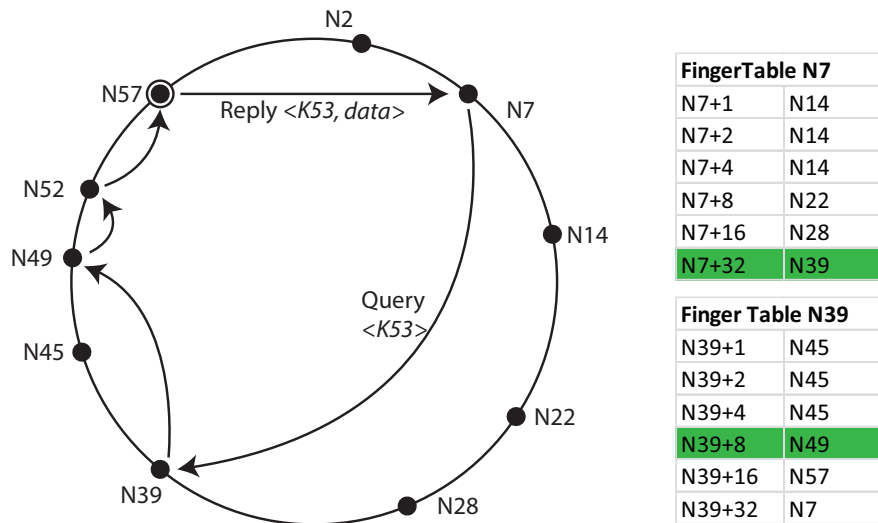 N2
N57
N7
Reply <K53, data>
N52
N49
N14
Query
<K53>
N45
N22
N39
N28
FingerTable N7
N7+1 N14
N7+2 N14
N7+4 N14
N7+8 N22
N7+16 N28
N7+32 N39
Finger Table N39
N39+1 N45
N39+2 N45
N39+4 N45
N39+8 N49
N39+16 N57
N39+32 N7